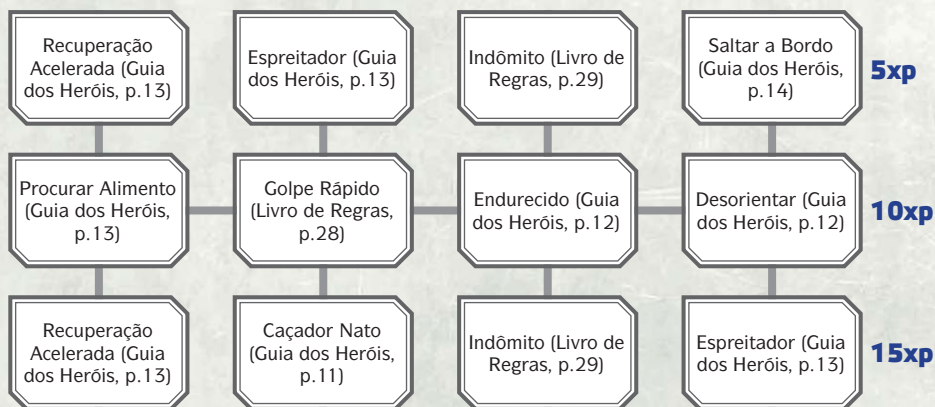 Recuperação
Acelerada (Guia
dos Heróis, p.13)
Espreitador (Guia
dos Heróis, p.13)
Indômito (Livro de
Regras, p.29)
Saltar a Bordo
(Guia dos Heróis,
p.14)
5xp
Procurar Alimento
(Guia dos Heróis,
p.13)
Golpe Rápido
(Livro de Regras,
p.28)
Endurecido (Guia
dos Heróis, p.12)
Desorientar (Guia
dos Heróis, p.12)
10xp
Recuperação
Acelerada (Guia
dos Heróis, p.13)
Caçador Nato
(Guia dos Heróis,
p.11)
Indômito (Livro de
Regras, p.29)
Espreitador (Guia
dos Heróis, p.13)
15xp